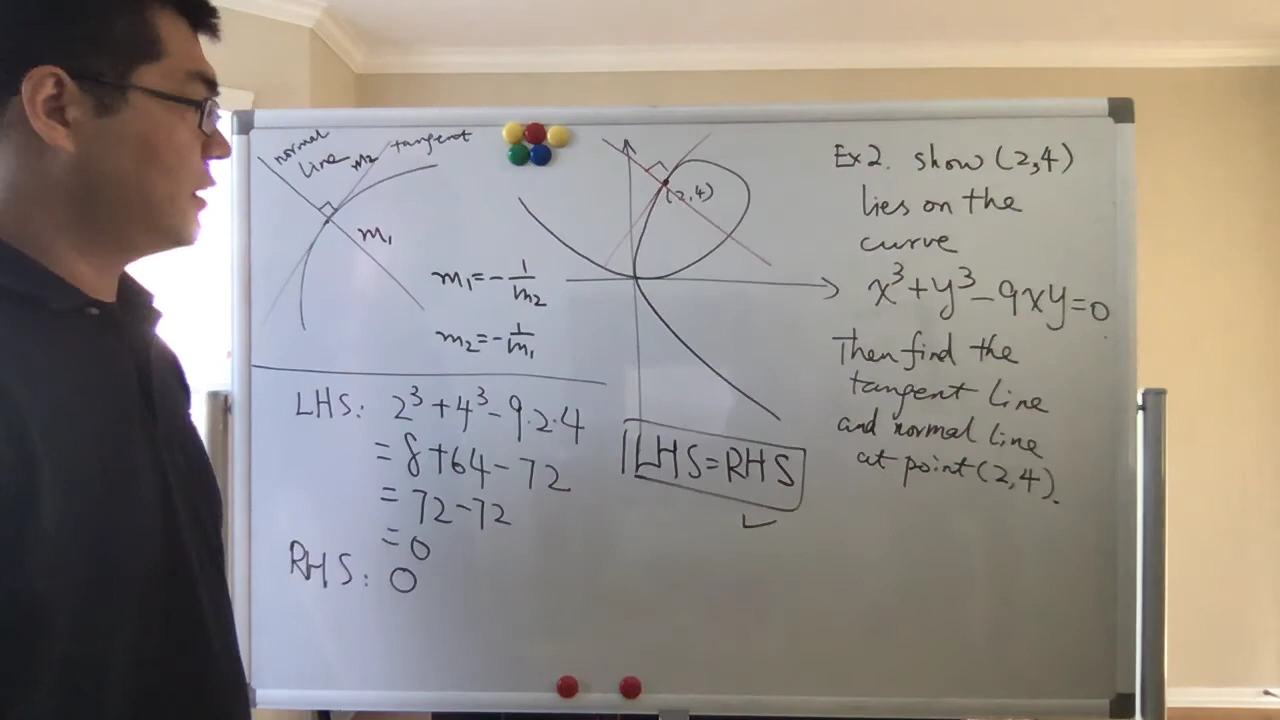 normal
line
m₂
tangent
m₁
m₁=-1/m₂
m₂=-1/m₁
(2,4)
Ex2. show (2,4)
lies on the
curve
x³+y³-9xy=0
Then find the
tangent line
and normal line
at point (2,4).
LHS: 2³+4³-9·2·4
=8+64-72
=72-72
=0
RHS: 0
LHS=RHS